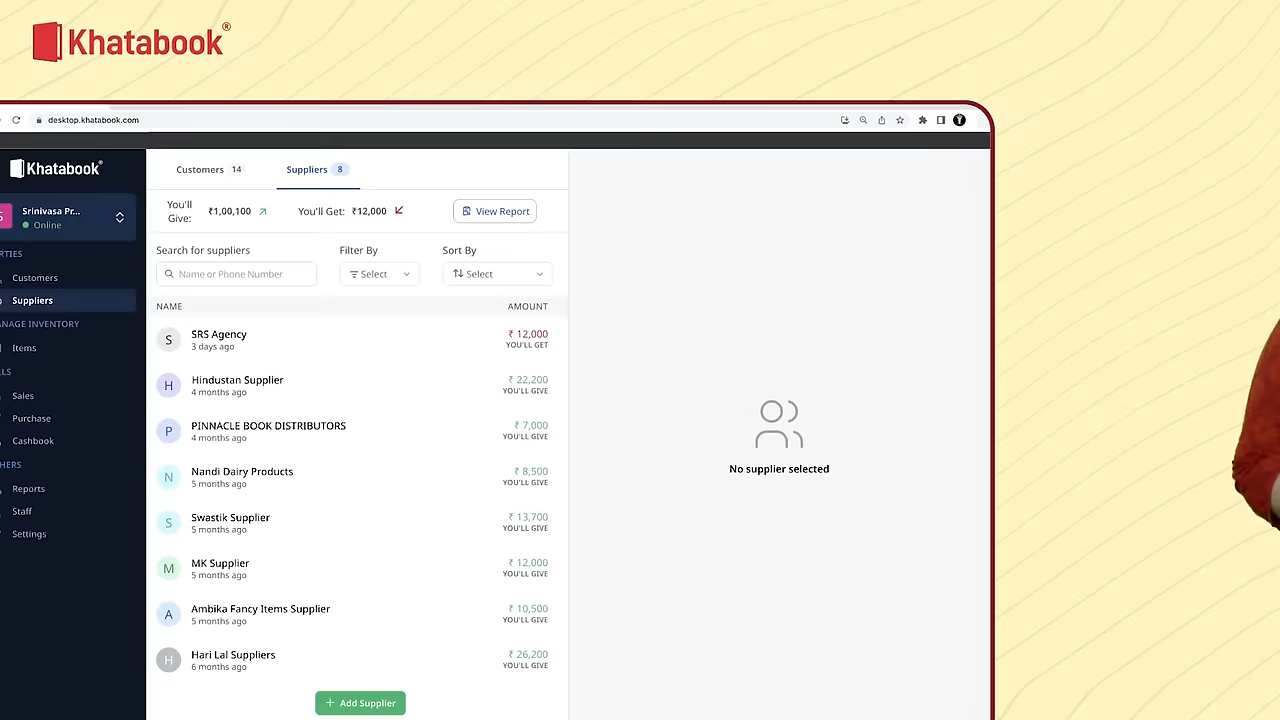 Khatabook®
desktop.khatabook.com
Khatabook®
Customers 14
Suppliers 8
S
Srinivasa Pr...
Online
You'll Give: ₹1,00,100
You'll Get: ₹12,000
View Report
RTIES
Customers
Suppliers
ANAGE INVENTORY
Items
LLS
Sales
Purchase
Cashbook
HERS
Reports
Staff
Settings
Search for suppliers
Filter By
Sort By
Name or Phone Number
Select
Select
NAME
AMOUNT
S
SRS Agency
3 days ago
₹ 12,000
YOU'LL GET
H
Hindustan Supplier
4 months ago
₹ 22,200
YOU'LL GIVE
P
PINNACLE BOOK DISTRIBUTORS
4 months ago
₹ 7,000
YOU'LL GIVE
N
Nandi Dairy Products
5 months ago
₹ 8,500
YOU'LL GIVE
S
Swastik Supplier
5 months ago
₹ 13,700
YOU'LL GIVE
M
MK Supplier
5 months ago
₹ 12,000
YOU'LL GIVE
A
Ambika Fancy Items Supplier
5 months ago
₹ 10,500
YOU'LL GIVE
H
Hari Lal Suppliers
6 months ago
₹ 26,200
YOU'LL GIVE
+ Add Supplier
No supplier selected